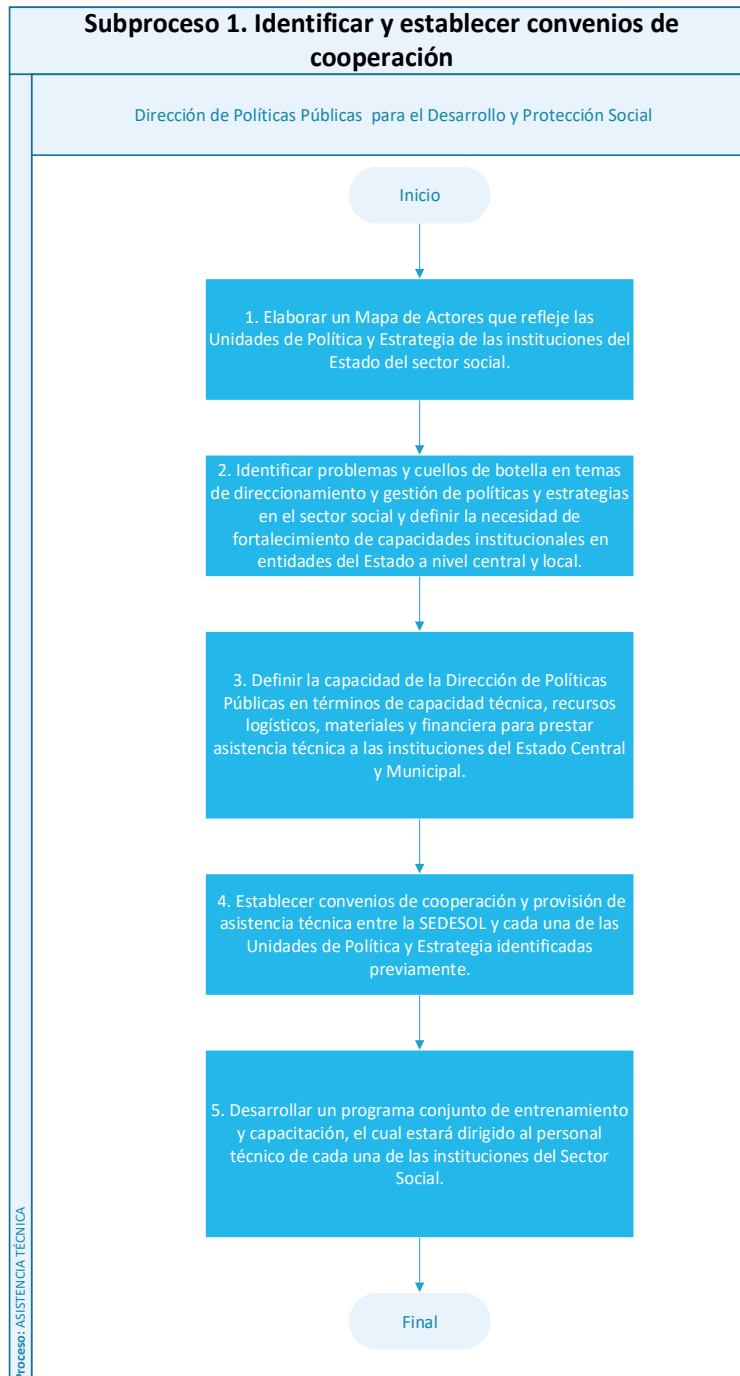 Subproceso 1. Identificar y establecer convenios de
cooperación
Dirección de Políticas Públicas para el Desarrollo y Protección Social
Inicio
1. Elaborar un Mapa de Actores que refleje las
Unidades de Política y Estrategia de las instituciones del
Estado del sector social.
2. Identificar problemas y cuellos de botella en temas
de direccionamiento y gestión de políticas y estrategias
en el sector social y definir la necesidad de
fortalecimiento de capacidades institucionales en
entidades del Estado a nivel central y local.
3. Definir la capacidad de la Dirección de Políticas
Públicas en términos de capacidad técnica, recursos
logísticos, materiales y financiera para prestar
asistencia técnica a las instituciones del Estado Central
y Municipal.
4. Establecer convenios de cooperación y provisión de
asistencia técnica entre la SEDESOL y cada una de las
Unidades de Política y Estrategia identificadas
previamente.
5. Desarrollar un programa conjunto de entrenamiento
y capacitación, el cual estará dirigido al personal
técnico de cada una de las instituciones del Sector
Social.
Final
Proceso: ASISTENCIA TÉCNICA